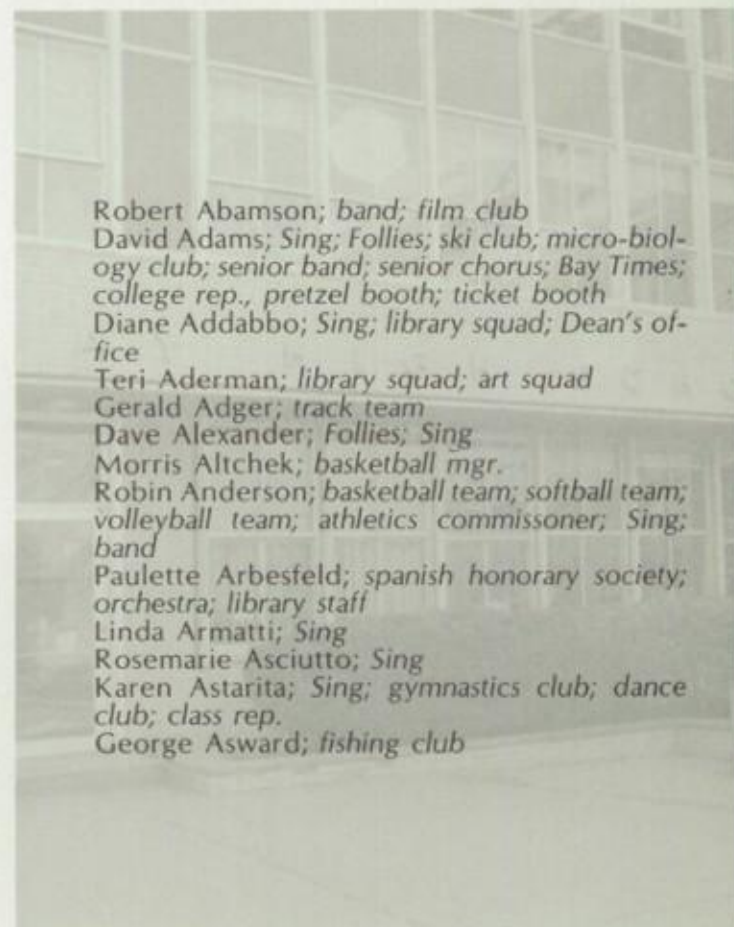 Robert Abamson; band; film club
David Adams; Sing; Follies; ski club; micro-biol-
ogy club; senior band; senior chorus; Bay Times;
college rep., pretzel booth; ticket booth
Diane Addabbo; Sing; library squad; Dean's of-
fice
Teri Aderman; library squad; art squad
Gerald Adger; track team
Dave Alexander; Follies; Sing
Morris Altchek; basketball mgr.
Robin Anderson; basketball team; softball team;
volleyball team; athletics commissoner; Sing;
band
Paulette Arbesfeld; spanish honorary society;
orchestra; library staff
Linda Armatti; Sing
Rosemarie Asciutto; Sing
Karen Astarita; Sing; gymnastics club; dance
club; class rep.
George Asward; fishing club